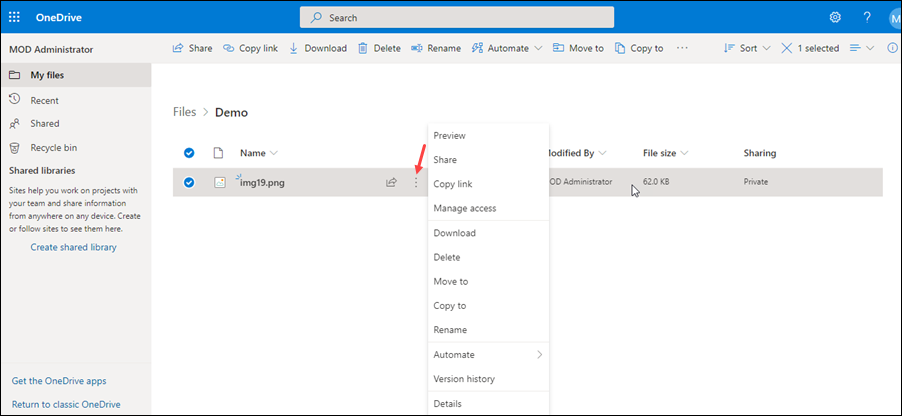 OneDrive
Search
?
MOD Administrator
Share
Copy link
Download
Delete
Rename
Automate
Move to
Copy to
...
Sort
1 selected
My files
Recent
Shared
Recycle bin
Shared libraries
Sites help you work on projects with
your team and share information
from anywhere on any device. Create
or follow sites to see them here.
Create shared library
Get the OneDrive apps
Return to classic OneDrive
Files > Demo
Name
Modified By
File size
Sharing
img19.png
MOD Administrator
62.0 KB
Private
Preview
Share
Copy link
Manage access
Download
Delete
Move to
Copy to
Rename
Automate
Version history
Details